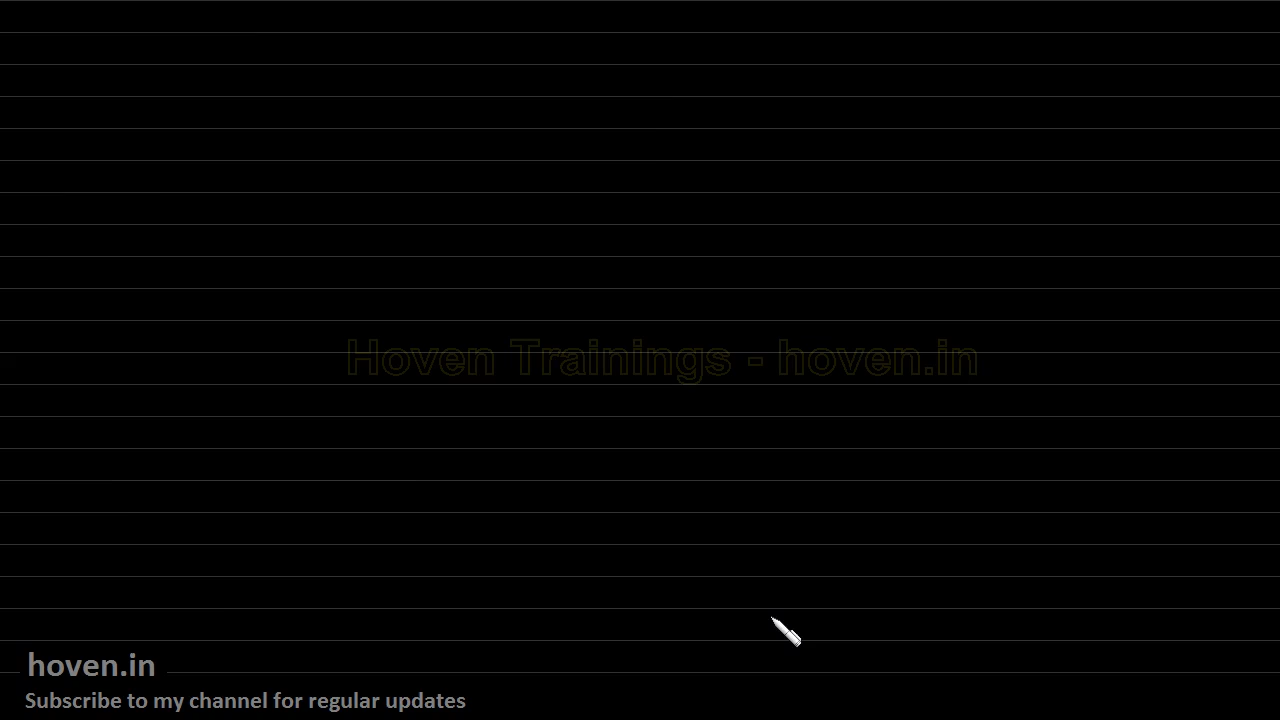 Hoven Trainings - hoven.in
hoven.in
Subscribe to my channel for regular updates